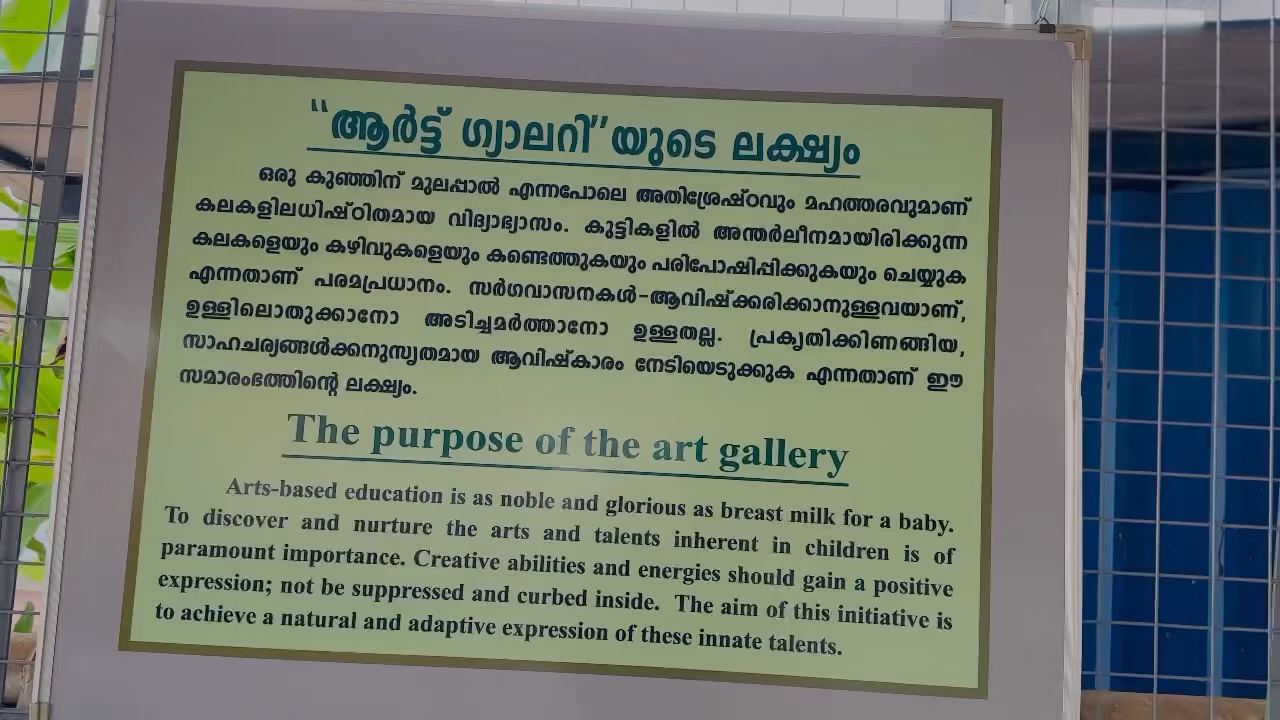 “ആർട്ട് ഗ്യാലറി”യുടെ ലക്ഷ്യം
ഒരു കുഞ്ഞിന് മുലപ്പാൽ എന്നപോലെ അതിശ്രേഷ്ഠവും മഹത്തരവുമാണ്
കലകളിലധിഷ്ഠിതമായ വിദ്യാഭ്യാസം. കുട്ടികളിൽ അന്തർലീനമായിരിക്കുന്ന
കലകളെയും കഴിവുകളെയും കണ്ടെത്തുകയും പരിപോഷിപ്പിക്കുകയും ചെയ്യുക
എന്നതാണ് പരമപ്രധാനം. സർഗവാസനകൾ-ആവിഷ്ക്കരിക്കാനുള്ളവയാണ്,
ഉള്ളിലൊതുക്കാനോ അടിച്ചമർത്താനോ ഉള്ളതല്ല. പ്രകൃതിക്കിണങ്ങിയ,
സാഹചര്യങ്ങൾക്കനുസൃതമായ ആവിഷ്കാരം നേടിയെടുക്കുക എന്നതാണ് ഈ
സമാരംഭത്തിന്റെ ലക്ഷ്യം.
The purpose of the art gallery
Arts-based education is as noble and glorious as breast milk for a baby.
To discover and nurture the arts and talents inherent in children is of
paramount importance. Creative abilities and energies should gain a positive
expression; not be suppressed and curbed inside. The aim of this initiative is
to achieve a natural and adaptive expression of these innate talents.